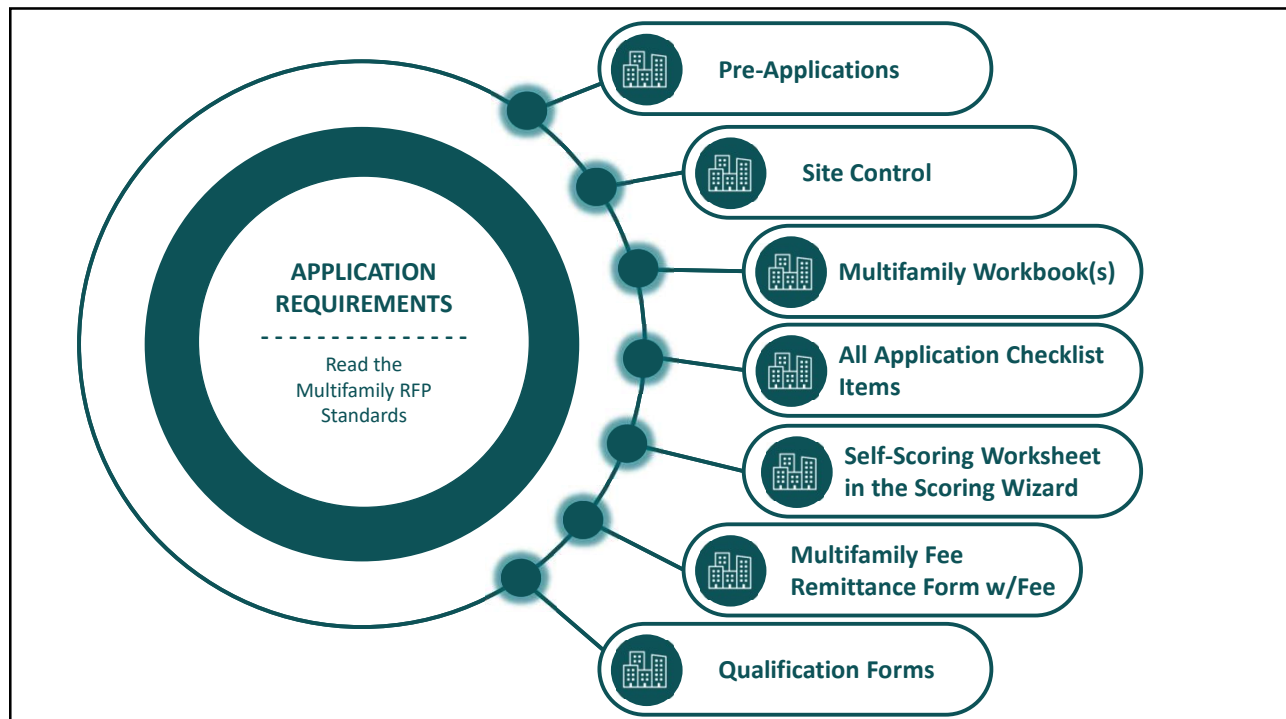 APPLICATION
REQUIREMENTS
Read the
Multifamily RFP
Standards
Pre-Applications
Site Control
Multifamily Workbook(s)
All Application Checklist
Items
Self-Scoring Worksheet
in the Scoring Wizard
Multifamily Fee
Remittance Form w/Fee
Qualification Forms